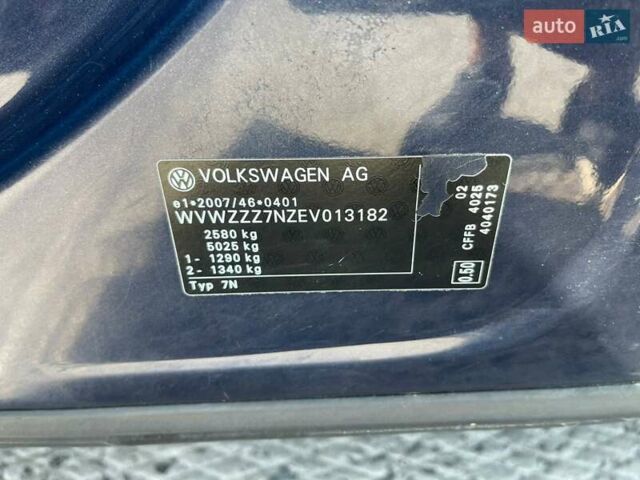 auto RIA.com
VOLKSWAGEN AG
e1*2007/46*0401
WVWZZZ7NZEV013182
2580 kg
5025 kg
1- 1290 kg
2- 1340 kg
Typ 7N
02
CFFB 4025
4040173
0.50